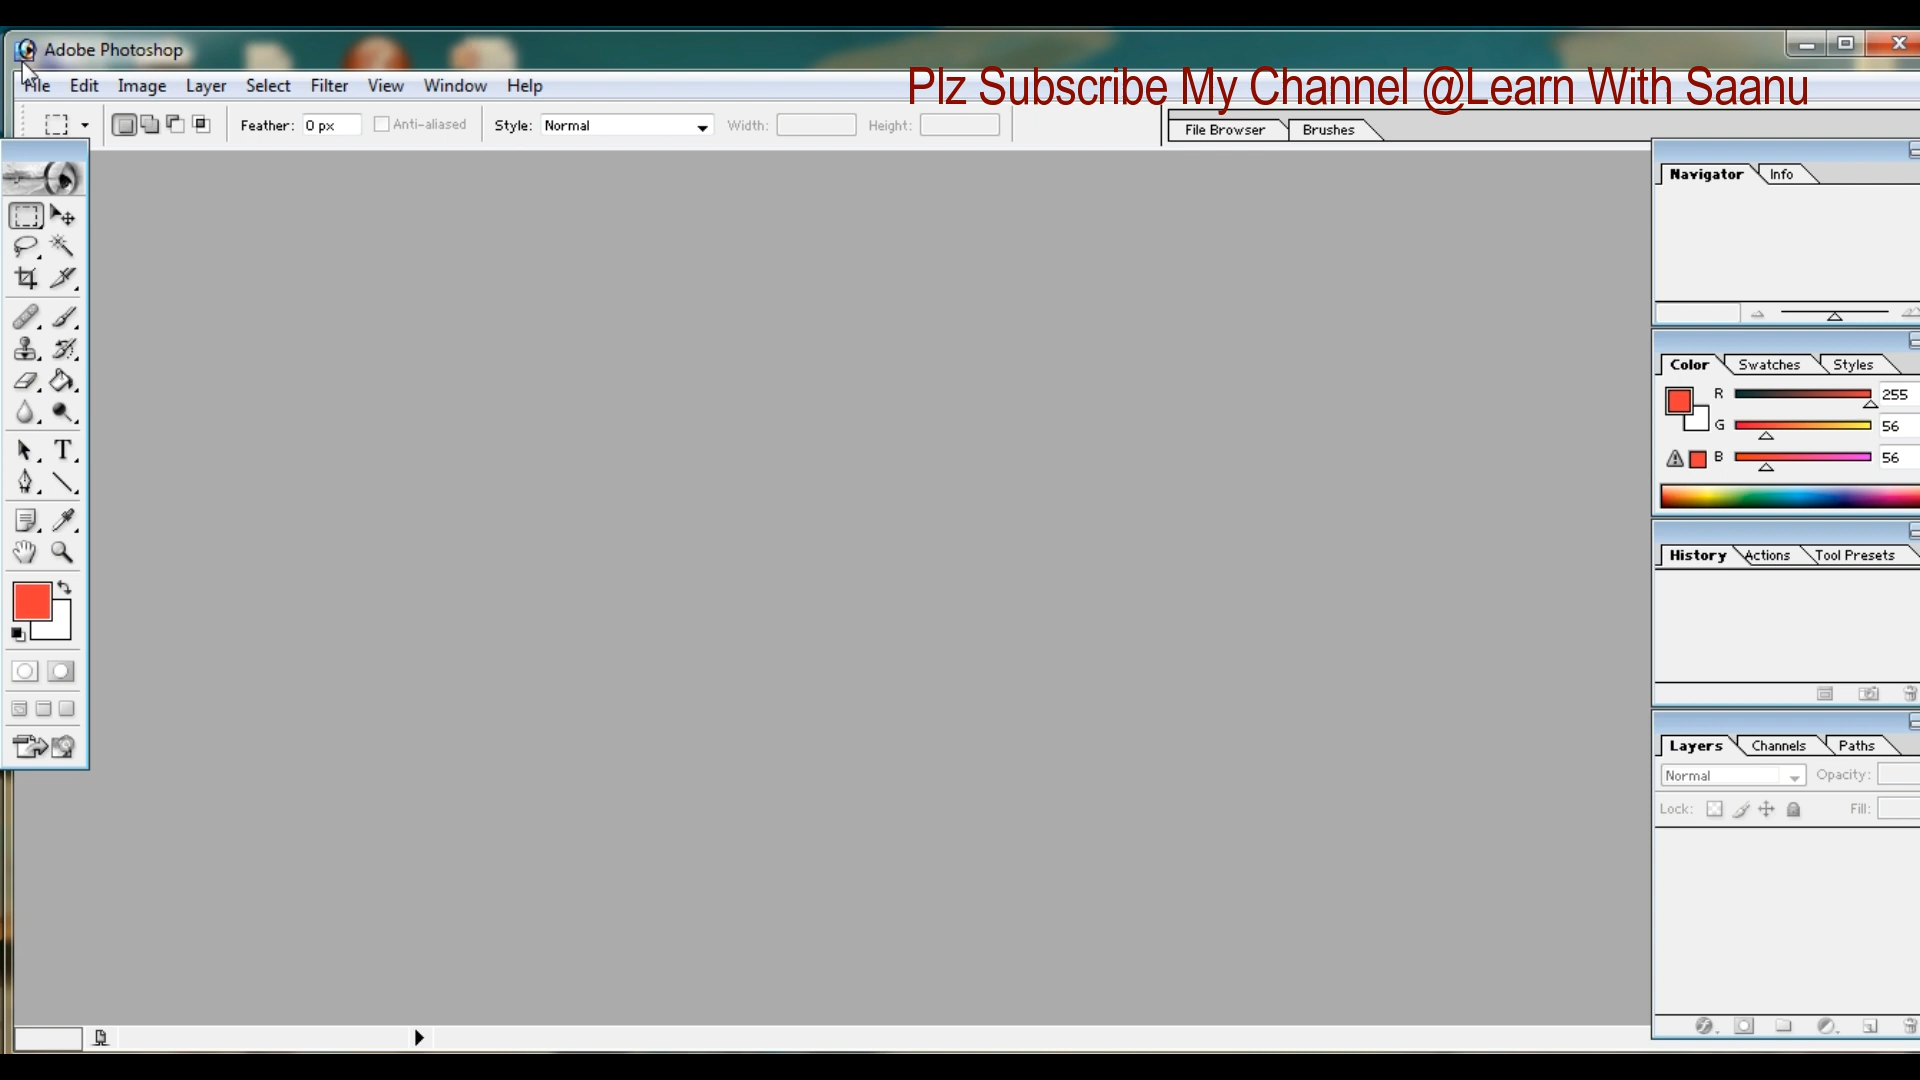 Adobe Photoshop
File Edit Image Layer Select Filter View Window Help
Plz Subscribe My Channel @Learn With Saanu
Feather: 0 px Anti-aliased Style: Normal Width: Height:
File Browser Brushes
Navigator Info
Color Swatches Styles
R 255
G 56
B 56
History Actions Tool Presets
Layers Channels Paths
Normal Opacity:
Lock: Fill:
T